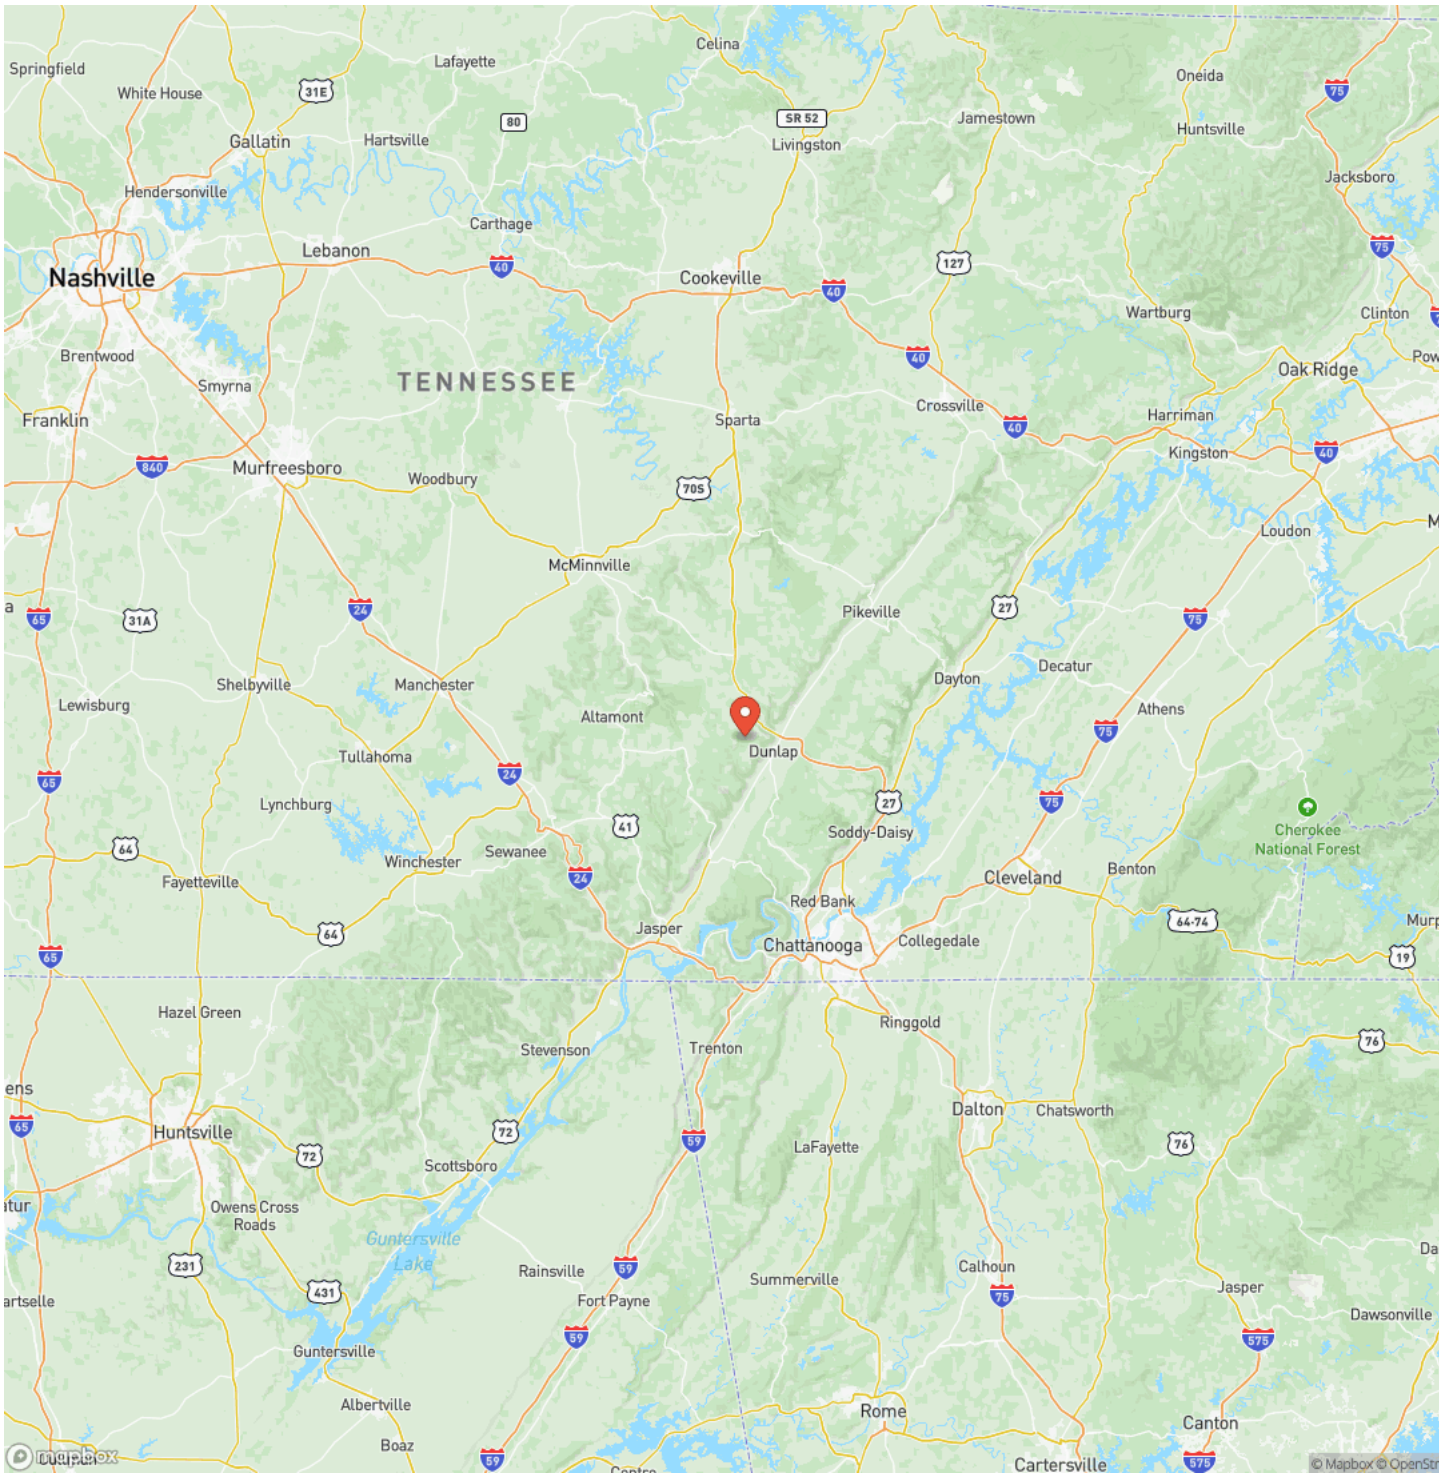 Celina
Springfield
Lafayette
Oneida
White House
31E
75
80
SR 52
Jamestown
Huntsville
Gallatin
Hartsville
Livingston
Jacksboro
Hendersonville
Carthage
Lebanon
75
127
40
Nashville
Cookeville
40
Wartburg
Clinton
Brentwood
40
Pow
Oak Ridge
TENNESSEE
Smyrna
Crossville
Franklin
Sparta
Harriman
40
Kingston
40
840
Murfreesboro
Woodbury
70S
M
Loudon
McMinnville
a
65
31A
24
Pikeville
27
75
Decatur
Shelbyville
Manchester
Dayton
Lewisburg
Altamont
Athens
75
Tullahoma
Dunlap
65
24
Lynchburg
27
75
41
Soddy-Daisy
Cherokee
National Forest
64
Sewanee
Winchester
Fayetteville
24
Cleveland
Benton
Red Bank
64
Jasper
64-74
Murp
Chattanooga
Collegedale
65
19
Hazel Green
Ringgold
Stevenson
Trenton
76
ens
65
Huntsville
72
72
59
Dalton
Chatsworth
76
LaFayette
Scottsboro
atur
Owens Cross
Roads
Guntersville
Lake
231
59
Rainsville
Calhoun
Da
Summerville
431
Fort Payne
75
Jasper
artselle
Dawsonville
59
575
Guntersville
Albertville
Rome
Canton
Boaz
mapbox
59
Cartersville
575
© Mapbox © OpenStr